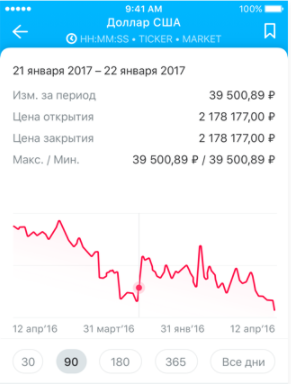 9:41 AM 100%
Доллар США
HH:MM:SS • TICKER • MARKET
21 января 2017 – 22 января 2017
Изм. за период 39 500,89 ₽
Цена открытия 2 178 177,00 ₽
Цена закрытия 2 178 177,00 ₽
Макс. / Мин. 39 500,89 ₽ / 39 500,89 ₽
12 апр'16 31 март'16 31 янв'16 12 апр'16
30 90 180 365 Все дни